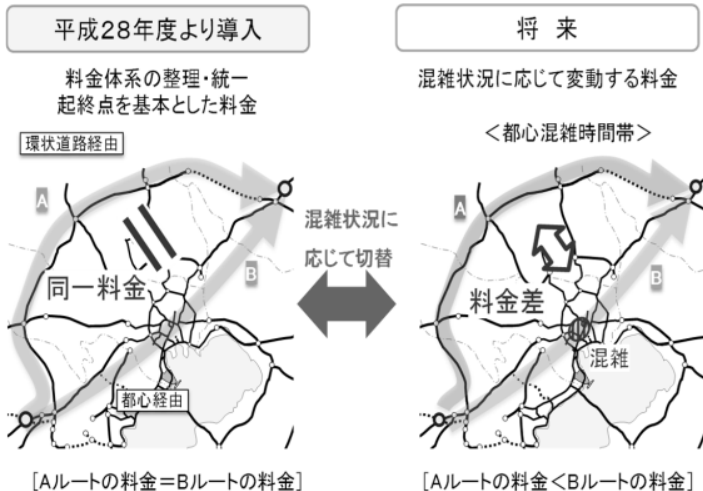 平成28年度より導入
料金体系の整理・統一
起終点を基本とした料金
環状道路経由
A
B
同一料金
都心経由
[Aルートの料金=Bルートの料金]
混雑状況に
応じて切替
将 来
混雑状況に応じて変動する料金
<都心混雑時間帯>
A
B
料金差
混雑
[Aルートの料金<Bルートの料金]